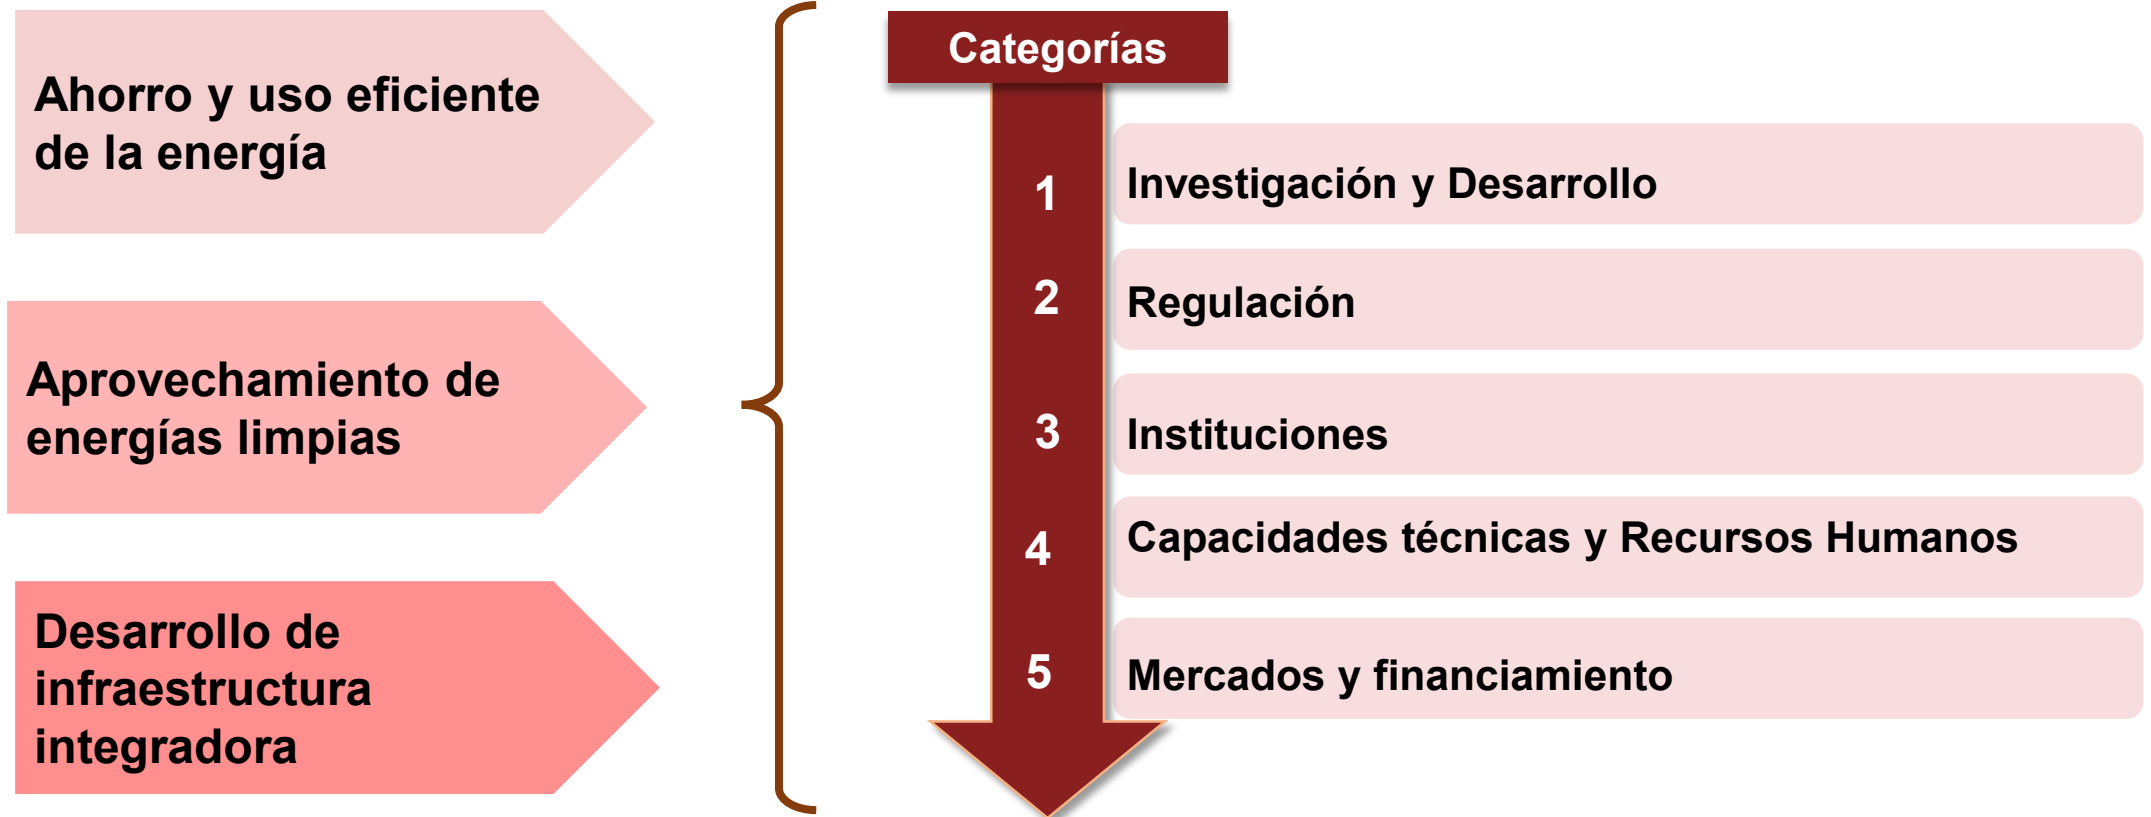 Ahorro y uso eficiente
de la energía
Aprovechamiento de
energías limpias
Desarrollo de
infraestructura
integradora
Categorías
1 Investigación y Desarrollo
2 Regulación
3 Instituciones
4 Capacidades técnicas y Recursos Humanos
5 Mercados y financiamiento